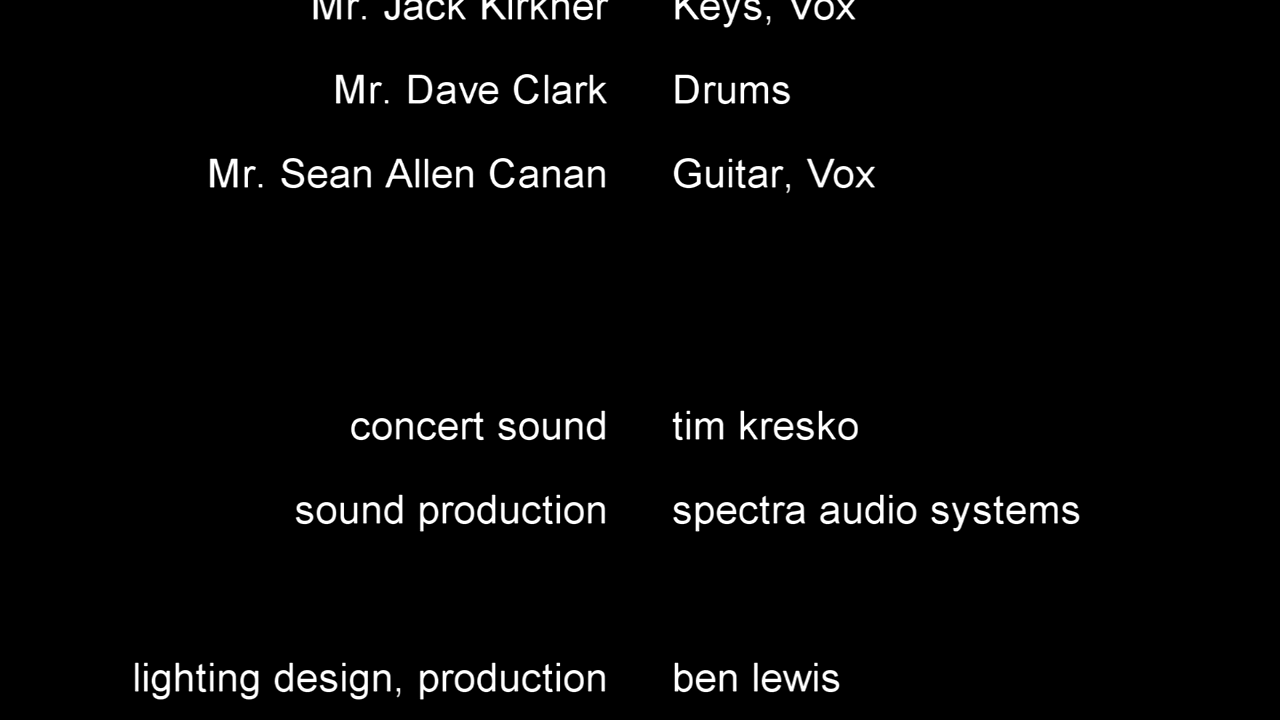 Mr. Jack Kirkner Keys, Vox
Mr. Dave Clark Drums
Mr. Sean Allen Canan Guitar, Vox
concert sound tim kresko
sound production spectra audio systems
lighting design, production ben lewis